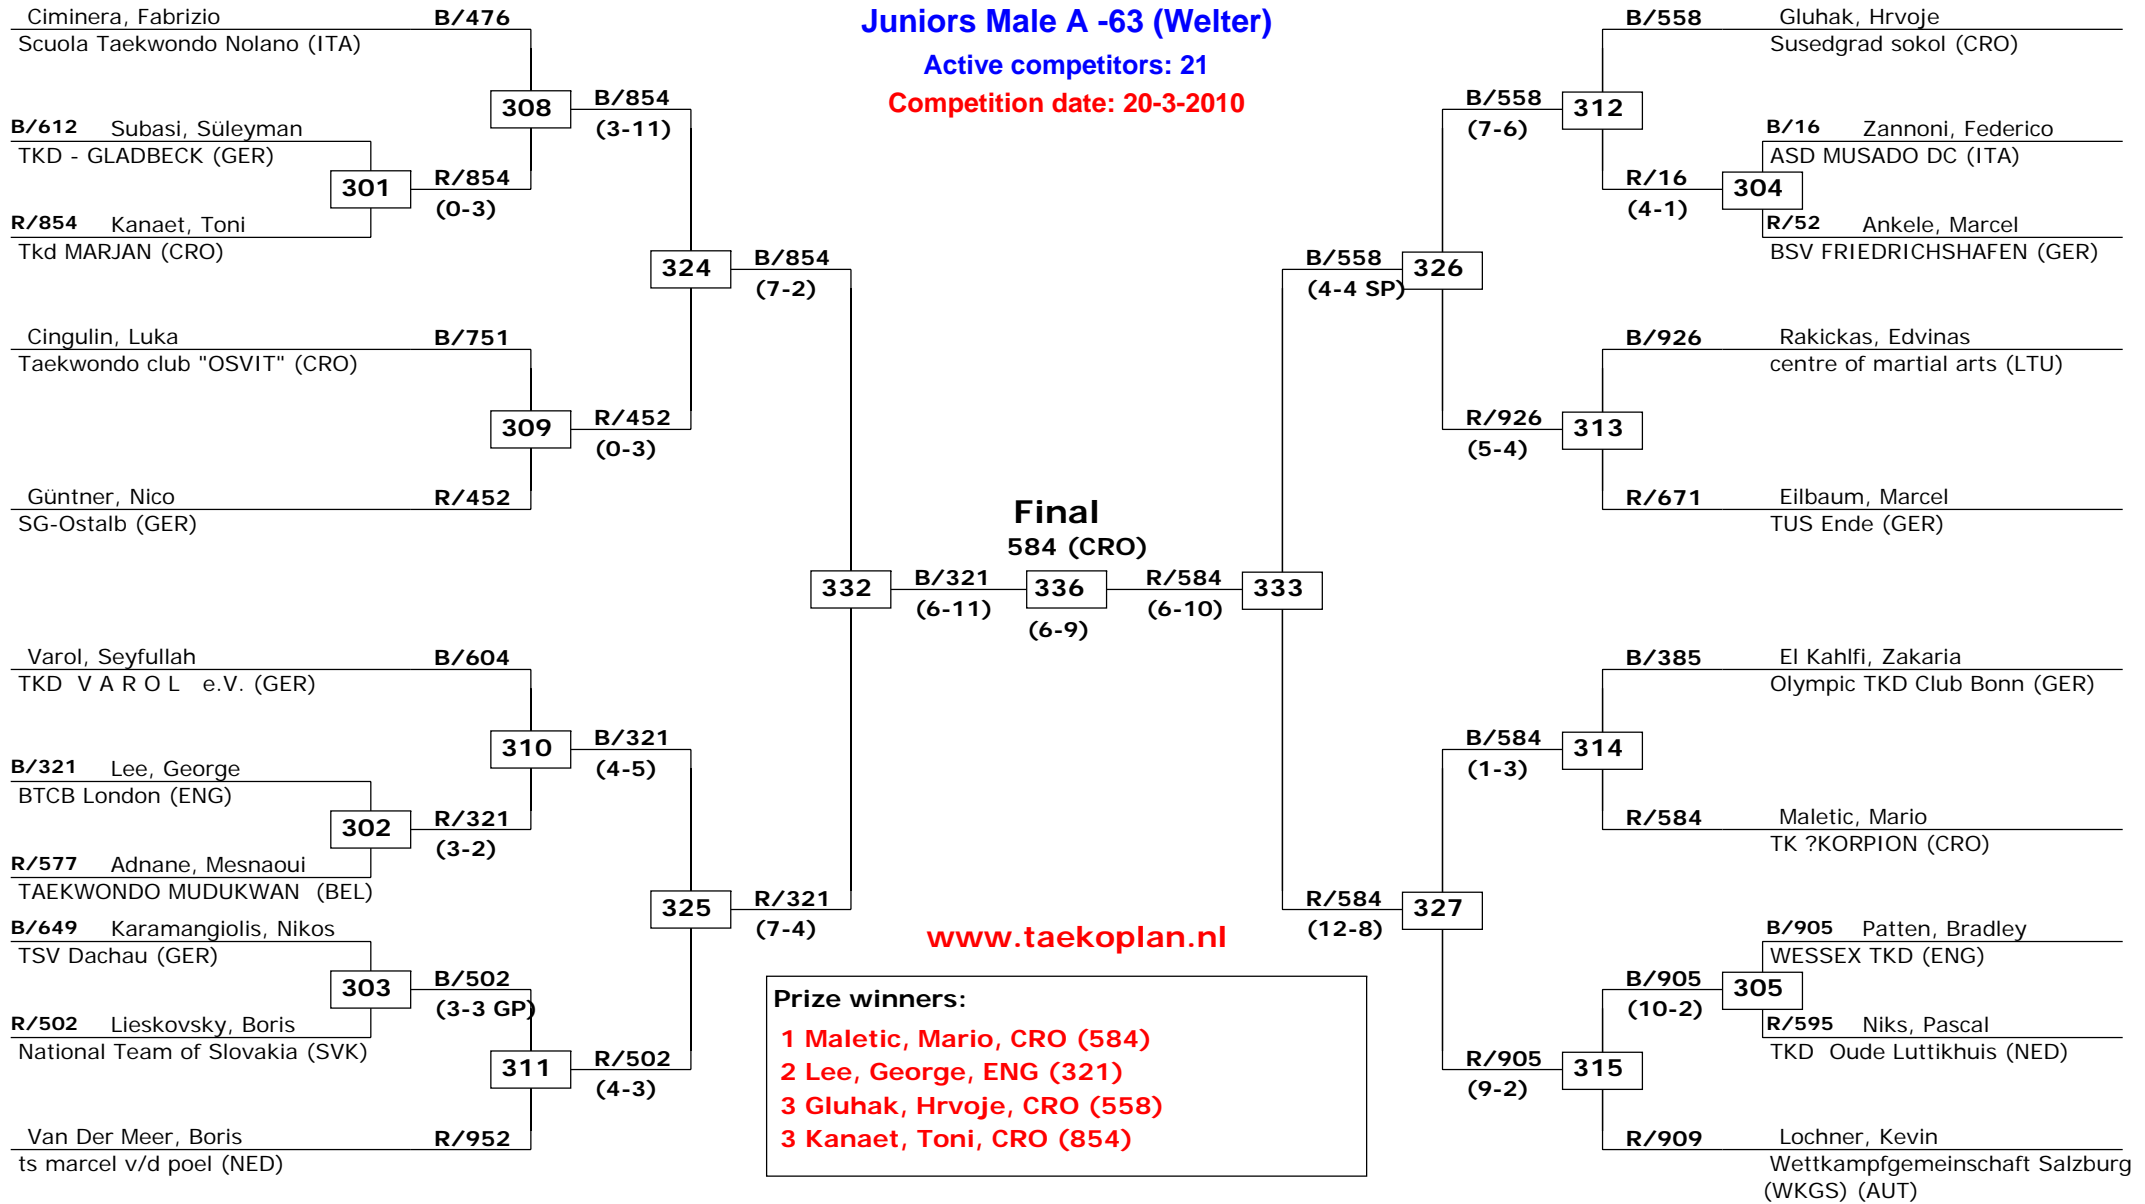 Juniors Male A -63 (Welter)
Active competitors: 21
Competition date: 20-3-2010
Ciminera, Fabrizio B/476
Scuola Taekwondo Nolano (ITA)
308
B/854
(3-11)
B/612 Subasi, Süleyman
TKD - GLADBECK (GER)
301
R/854
(0-3)
R/854 Kanaet, Toni
Tkd MARJAN (CRO)
324
B/854
(7-2)
Cingulin, Luka B/751
Taekwondo club "OSVIT" (CRO)
309
R/452
(0-3)
Güntner, Nico R/452
SG-Ostalb (GER)
332
B/321
(6-11)
Varol, Seyfullah B/604
TKD V A R O L e.V. (GER)
310
B/321
(4-5)
B/321 Lee, George
BTCB London (ENG)
302
R/321
(3-2)
R/577 Adnane, Mesnaoui
TAEKWONDO MUDUKWAN (BEL)
325
R/321
(7-4)
B/649 Karamangiolis, Nikos
TSV Dachau (GER)
303
B/502
(3-3 GP)
R/502 Lieskovsky, Boris
National Team of Slovakia (SVK)
311
R/502
(4-3)
Van Der Meer, Boris R/952
ts marcel v/d poel (NED)
Final
584 (CRO)
336
(6-9)
R/584
(6-10)
333
B/558 Gluhak, Hrvoje
Susedgrad sokol (CRO)
B/558
(7-6)
312
B/16 Zannoni, Federico
ASD MUSADO DC (ITA)
R/16
(4-1)
304
R/52 Ankele, Marcel
BSV FRIEDRICHSHAFEN (GER)
B/558
(4-4 SP)
326
B/926 Rakickas, Edvinas
centre of martial arts (LTU)
R/926
(5-4)
313
R/671 Eilbaum, Marcel
TUS Ende (GER)
B/385 El Kahlfi, Zakaria
Olympic TKD Club Bonn (GER)
B/584
(1-3)
314
R/584 Maletic, Mario
TK ?KORPION (CRO)
R/584
(12-8)
327
B/905 Patten, Bradley
WESSEX TKD (ENG)
B/905
(10-2)
305
R/595 Niks, Pascal
TKD Oude Luttikhuis (NED)
R/905
(9-2)
315
R/909 Lochner, Kevin
Wettkampfgemeinschaft Salzburg
(WKGS) (AUT)
www.taekoplan.nl
Prize winners:
1 Maletic, Mario, CRO (584)
2 Lee, George, ENG (321)
3 Gluhak, Hrvoje, CRO (558)
3 Kanaet, Toni, CRO (854)